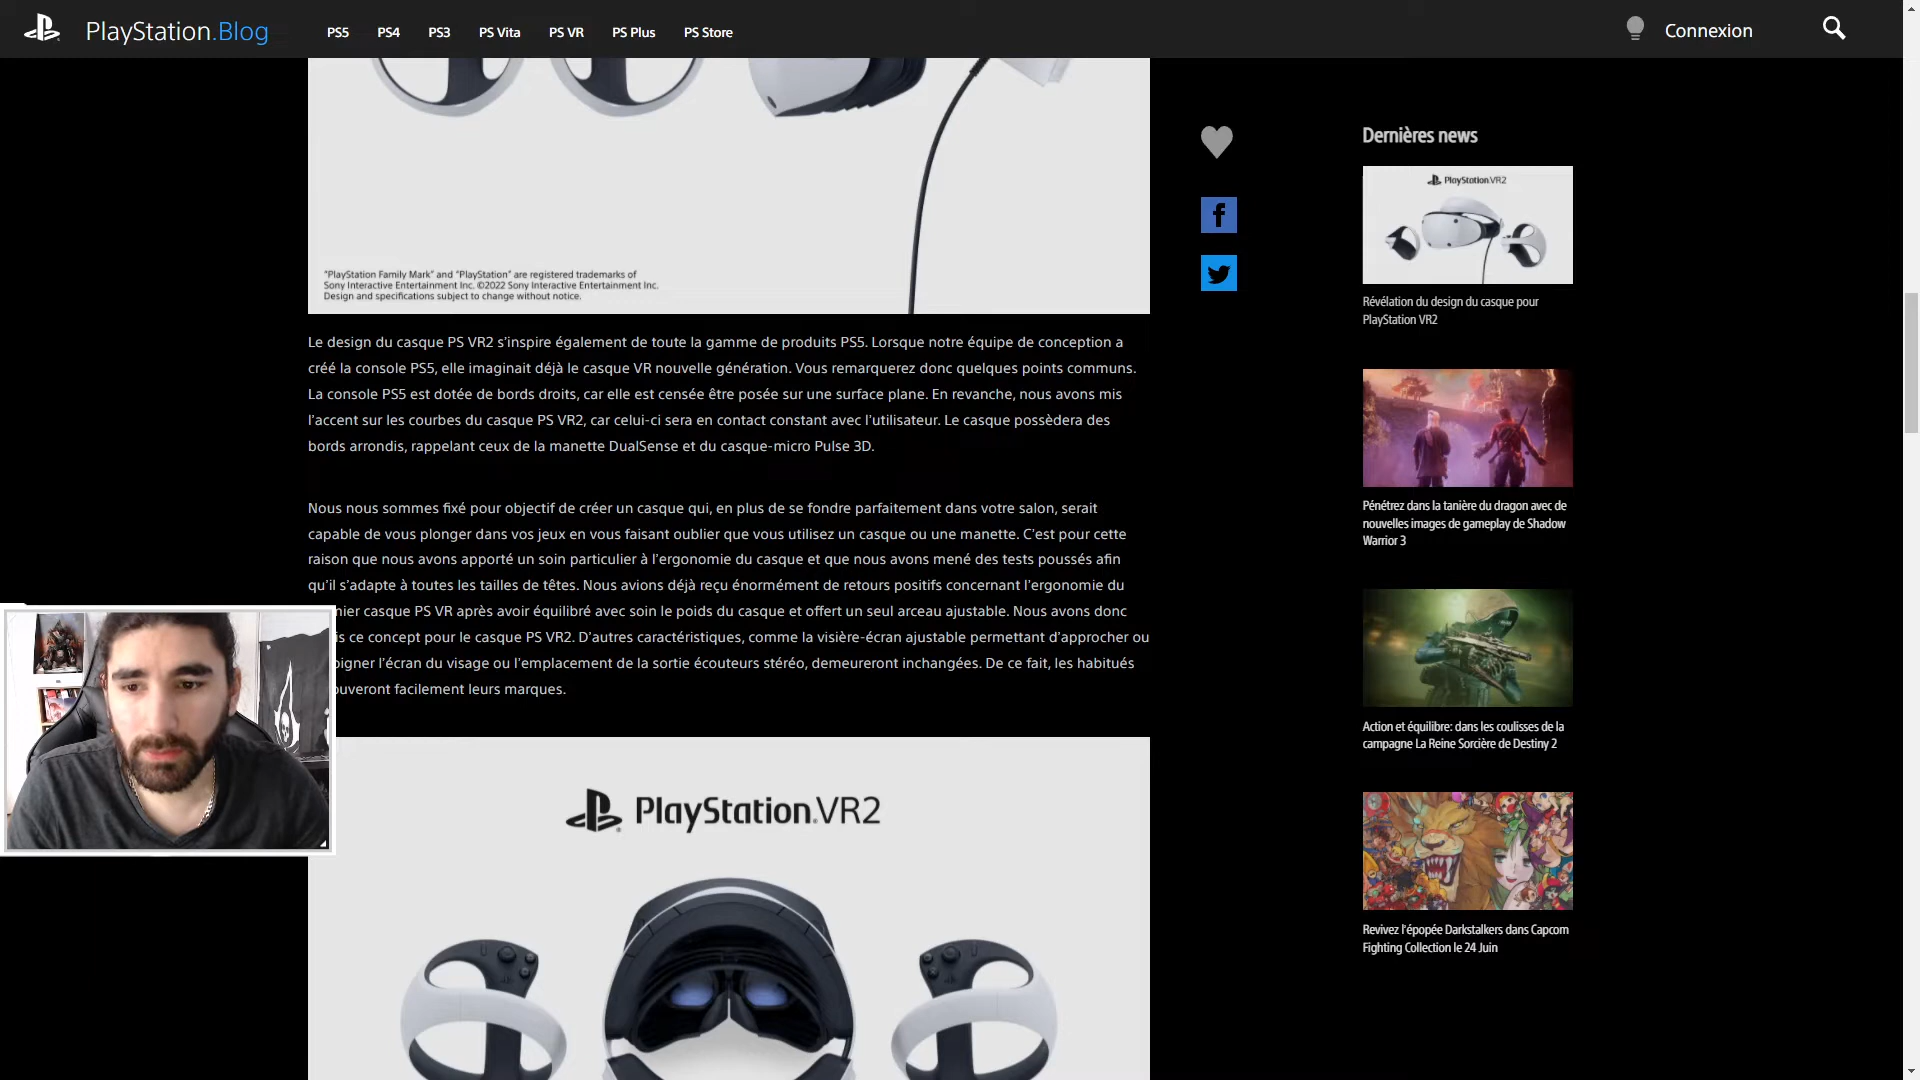 PlayStation.Blog
PS5 PS4 PS3 PS Vita PS VR PS Plus PS Store
Connexion
"PlayStation Family Mark" and "PlayStation" are registered trademarks of
Sony Interactive Entertainment Inc. ©2022 Sony Interactive Entertainment Inc.
Design and specifications subject to change without notice.
Le design du casque PS VR2 s'inspire également de toute la gamme de produits PS5. Lorsque notre équipe de conception a
créé la console PS5, elle imaginait déjà le casque VR nouvelle génération. Vous remarquerez donc quelques points communs.
La console PS5 est dotée de bords droits, car elle est censée être posée sur une surface plane. En revanche, nous avons mis
l'accent sur les courbes du casque PS VR2, car celui-ci sera en contact constant avec l'utilisateur. Le casque possèdera des
bords arrondis, rappelant ceux de la manette DualSense et du casque-micro Pulse 3D.
Nous nous sommes fixé pour objectif de créer un casque qui, en plus de se fondre parfaitement dans votre salon, serait
capable de vous plonger dans vos jeux en vous faisant oublier que vous utilisez un casque ou une manette. C'est pour cette
raison que nous avons apporté un soin particulier à l'ergonomie du casque et que nous avons mené des tests poussés afin
qu'il s'adapte à toutes les tailles de têtes. Nous avions déjà reçu énormément de retours positifs concernant l'ergonomie du
casque PS VR après avoir équilibré avec soin le poids du casque et offert un seul arceau ajustable. Nous avons donc
ce concept pour le casque PS VR2. D'autres caractéristiques, comme la visière-écran ajustable permettant d'approcher ou
l'écran du visage ou l'emplacement de la sortie écouteurs stéréo, demeureront inchangées. De ce fait, les habitués
facilement leurs marques.
PlayStation®VR2
Dernières news
PlayStation VR2
Révélation du design du casque pour
PlayStation VR2
Pénétrez dans la tanière du dragon avec de
nouvelles images de gameplay de Shadow
Warrior 3
Action et équilibre: dans les coulisses de la
campagne La Reine Sorcière de Destiny 2
Revivez l'épopée Darkstalkers dans Capcom
Fighting Collection le 24 Juin